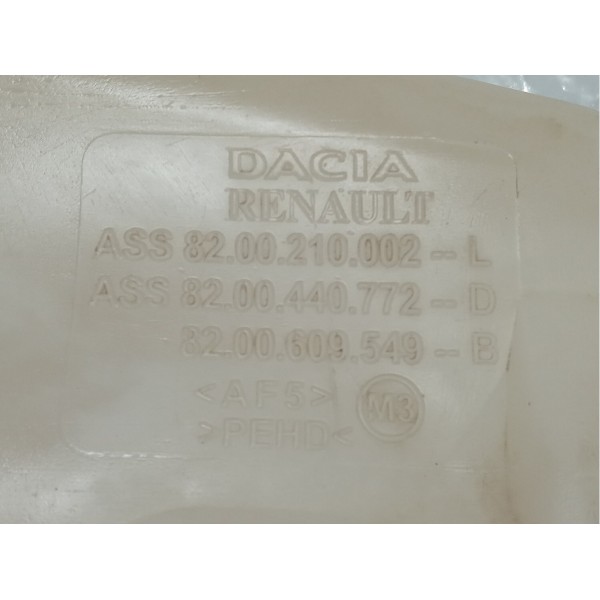 DACIA
RENAULT
ASS 82.00.210.002 -- L
ASS 82.00.440.772 -- D
82.00.609.549 -- B
<AF5> M3
>PEHD<